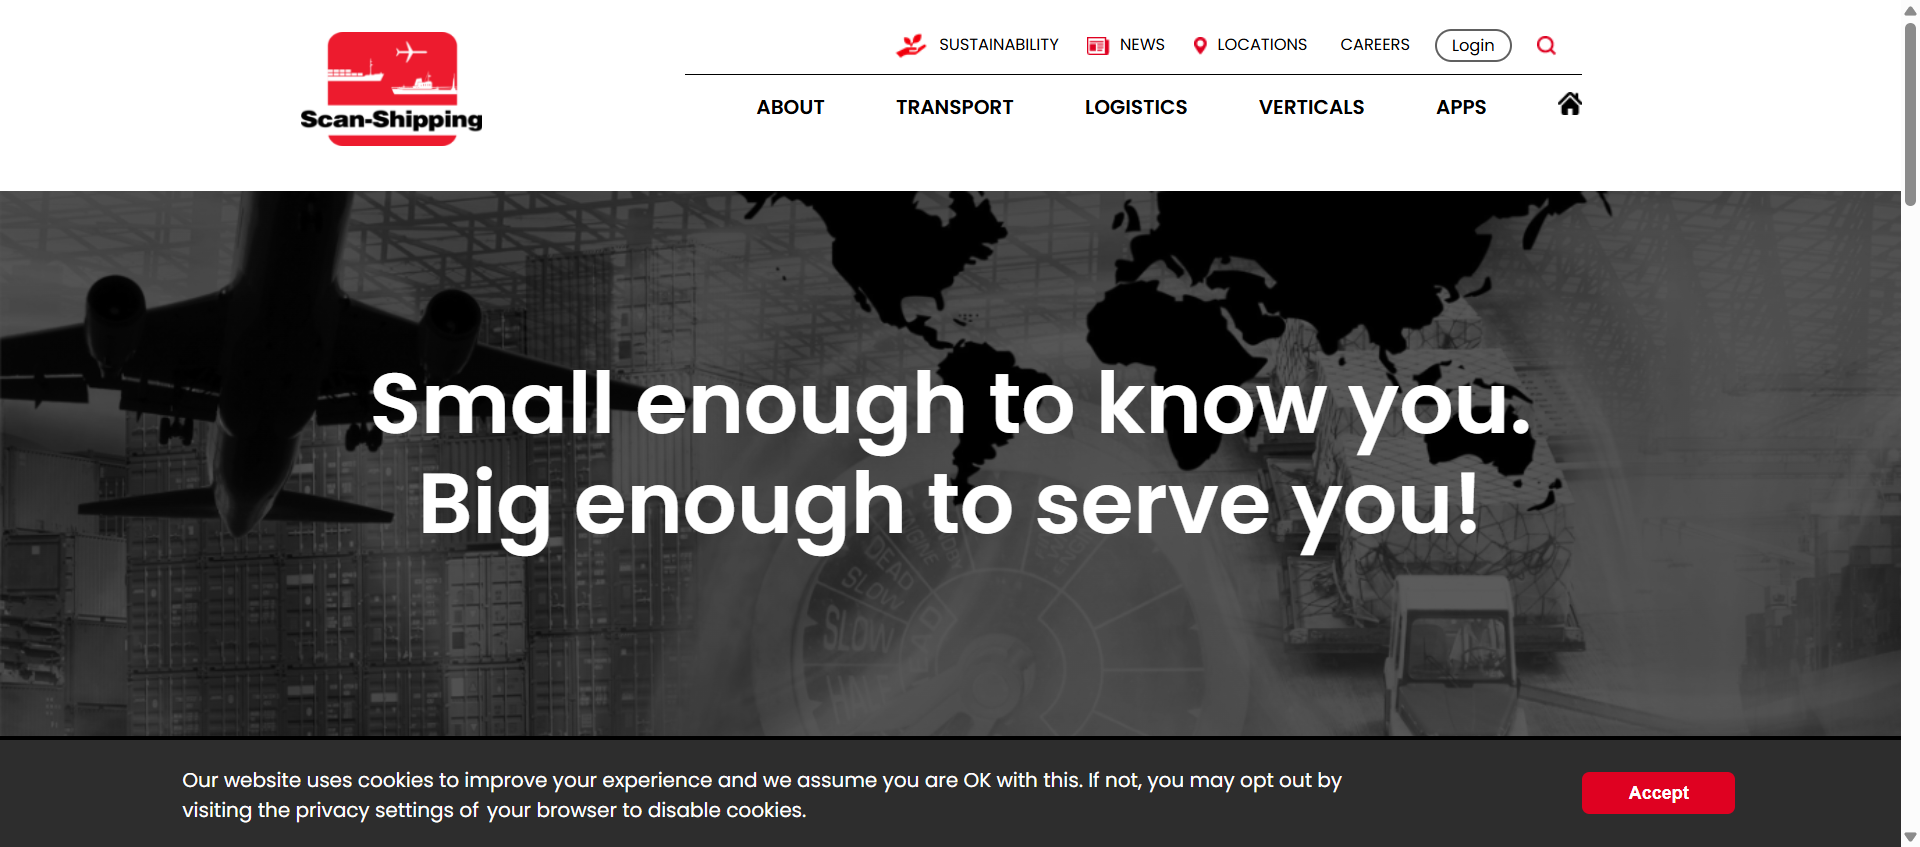 Scan-Shipping
SUSTAINABILITY NEWS LOCATIONS CAREERS Login
ABOUT TRANSPORT LOGISTICS VERTICALS APPS
Small enough to know you.
Big enough to serve you!
DEAD
SLOW
SLOW
HALF
Our website uses cookies to improve your experience and we assume you are OK with this. If not, you may opt out by
visiting the privacy settings of your browser to disable cookies.
Accept